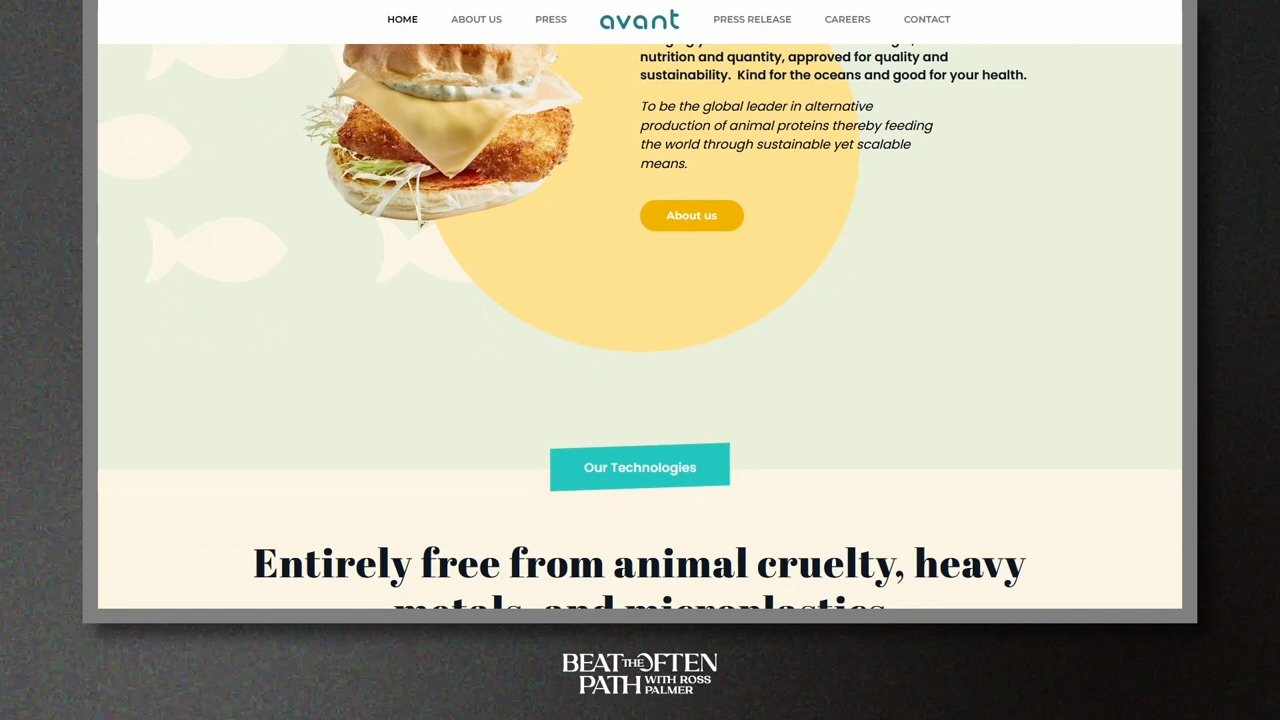 HOME
ABOUT US
PRESS
avant
PRESS RELEASE
CAREERS
CONTACT
nutrition and quantity, approved for quality and
sustainability. Kind for the oceans and good for your health.
To be the global leader in alternative
production of animal proteins thereby feeding
the world through sustainable yet scalable
means.
About us
Our Technologies
Entirely free from animal cruelty, heavy
metals, and microplastics
BEAT THE OFTEN
PATH WITH ROSS
PALMER